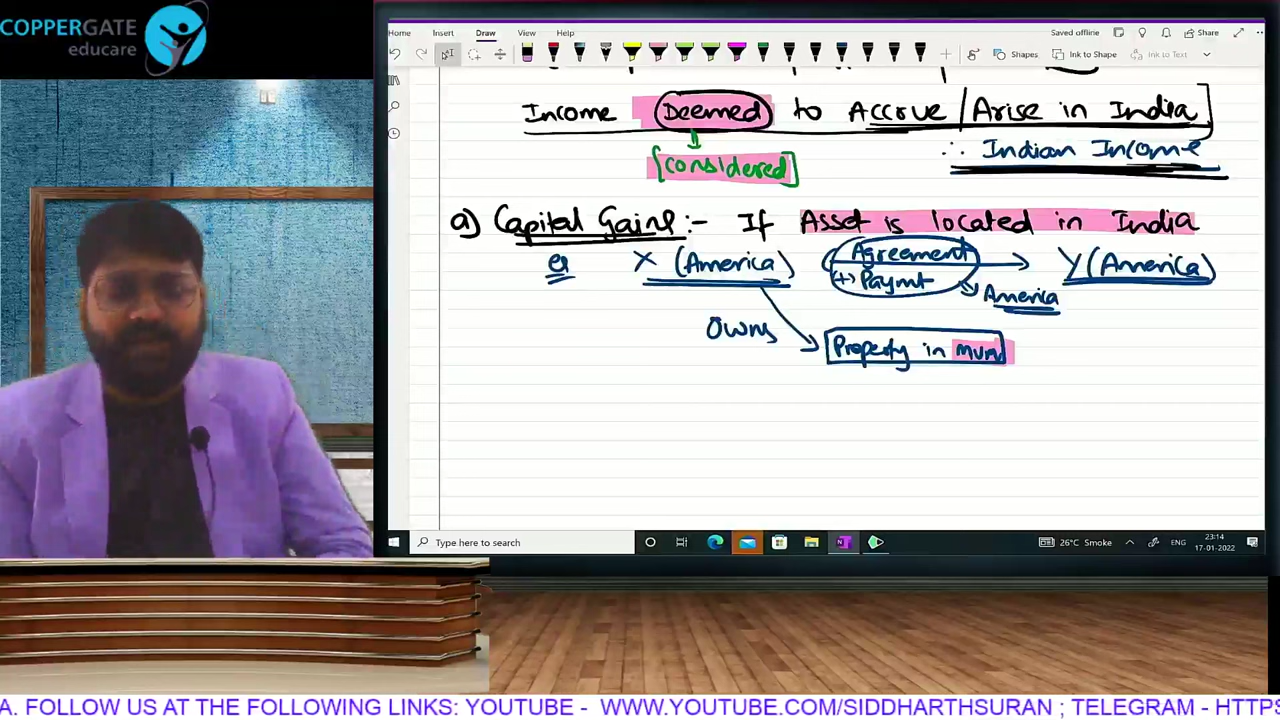 COPPERGATE
educare
Home Insert Draw View Help
Saved offline
Share
Shapes
Ink to Shape
Ink to Text
Income Deemed to Accrue / Arise in India
[considered]
∴ Indian Income
a) Capital Gains :- If Asset is located in India
X (America)
Agreement
(+) Paymt
America
Y (America)
Owns
Property in mum
Type here to search
26°C Smoke
ENG
23:14
17-01-2022
A. FOLLOW US AT THE FOLLOWING LINKS: YOUTUBE - WWW.YOUTUBE.COM/SIDDHARTHSURAN ; TELEGRAM - HTTPS